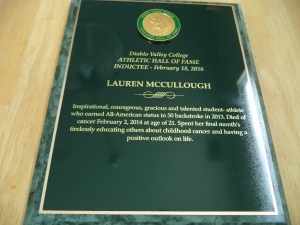 Diablo Valley College
ATHLETIC HALL OF FAME
INDUCTEE - February 18, 2016
LAUREN MCCULLOUGH
Inspirational, courageous, gracious and talented student- athlete
who earned All-American status in 50 backstroke in 2013. Died of
cancer February 2, 2014 at age of 21. Spent her final month's
tirelessly educating others about childhood cancer and having a
positive outlook on life.